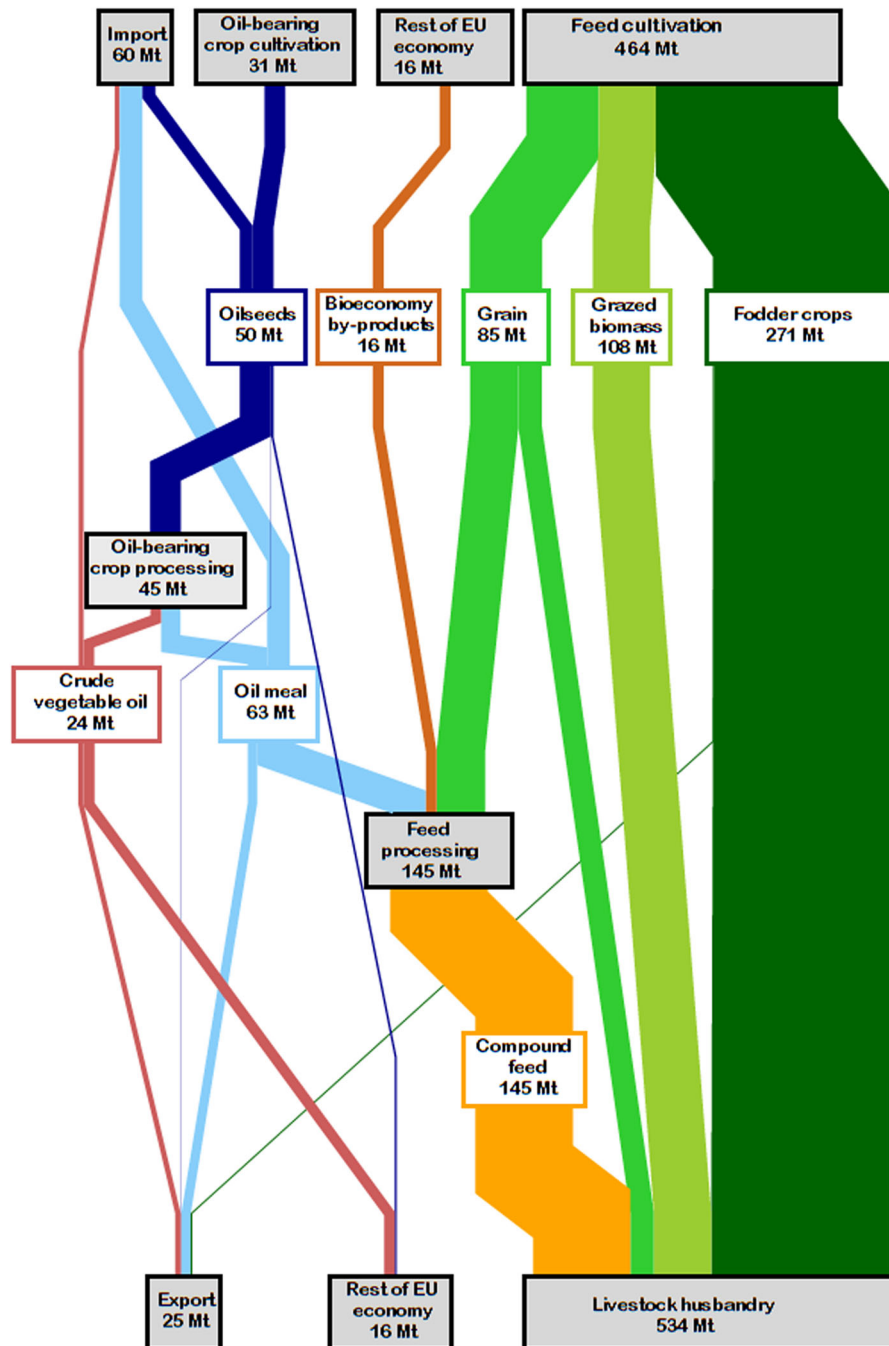 Import
60 Mt
Oil-bearing
crop cultivation
31 Mt
Rest of EU
economy
16 Mt
Feed cultivation
464 Mt
Oilseeds
50 Mt
Bioeconomy
by-products
16 Mt
Grain
85 Mt
Grazed
biomass
108 Mt
Fodder crops
271 Mt
Oil-bearing
crop processing
45 Mt
Crude
vegetable oil
24 Mt
Oil meal
63 Mt
Feed
processing
145 Mt
Compound
feed
145 Mt
Export
25 Mt
Rest of EU
economy
16 Mt
Livestock husbandry
534 Mt